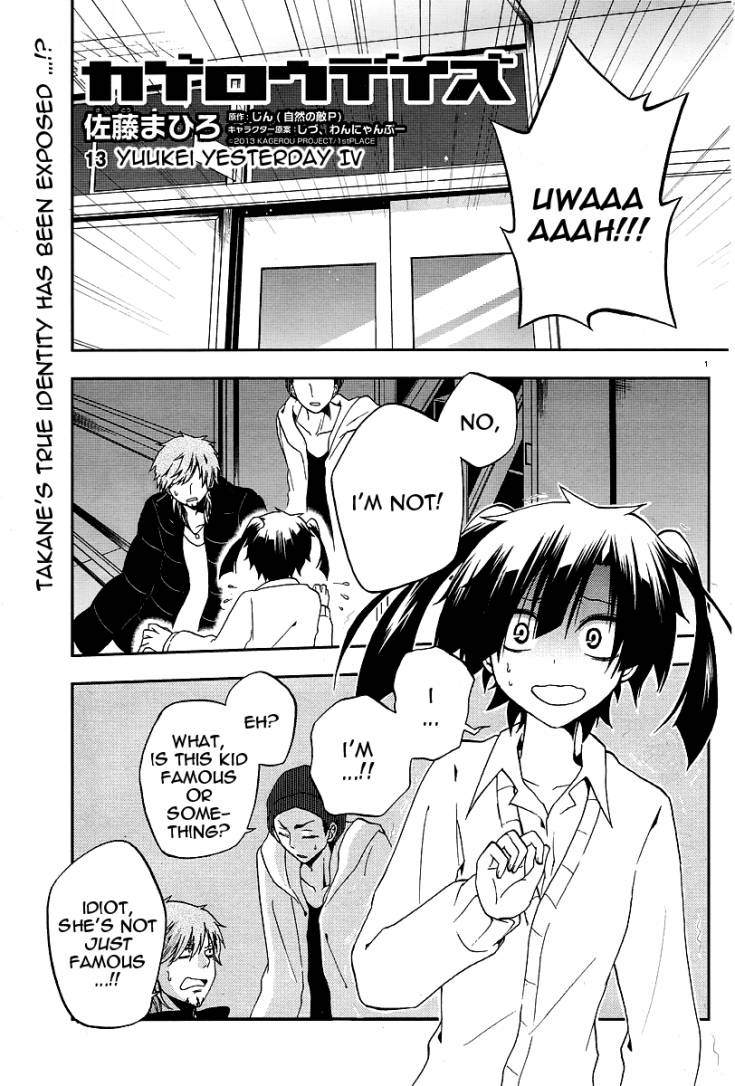 TAKANE'S TRUE IDENTITY HAS BEEN EXPOSED ...!?
カゲロウデイズ
佐藤まひろ
原作：じん(自然の敵P)
キャラクター原案：しづ、わんにゃんぷー
©2013 KAGEROU PROJECT/1stPLACE
13 YUUKEI YESTERDAY IV
UWAAA
AAAH!!!
1
NO,
I'M NOT!
I
...
I'M
...!!
EH?
WHAT,
IS THIS KID
FAMOUS
OR
SOME-
THING?
IDIOT,
SHE'S NOT
JUST
FAMOUS
...!!